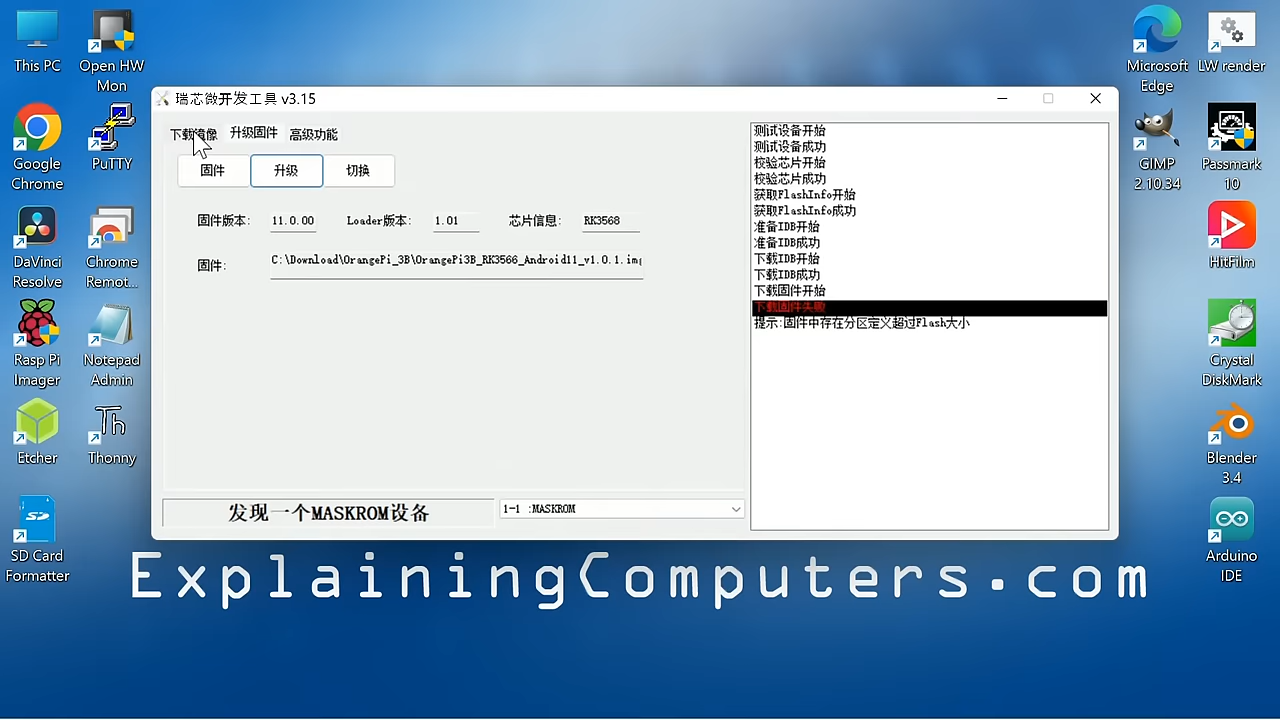 This PC
Open HW
Mon
Google
Chrome
PuTTY
DaVinci
Resolve
Chrome
Remot...
Rasp Pi
Imager
Notepad
Admin
Etcher
Th
Thonny
SD
SD Card
Formatter
瑞芯微开发工具 v3.15
下载镜像 升级固件 高级功能
固件 升级 切换
固件版本: 11.0.00 Loader版本: 1.01 芯片信息: RK3568
固件: C:\Download\OrangePi_3B\OrangePi3B_RK3566_Android11_v1.0.1.img
发现一个MASKROM设备
1-1 :MASKROM
测试设备开始
测试设备成功
校验芯片开始
校验芯片成功
获取FlashInfo开始
获取FlashInfo成功
准备IDB开始
准备IDB成功
下载IDB开始
下载IDB成功
下载固件开始
下载固件失败
提示:固件中存在分区定义超过Flash大小
Microsoft
Edge
LW render
GIMP
2.10.34
Passmark
10
HitFilm
Crystal
DiskMark
Blender
3.4
Arduino
IDE
ExplainingComputers.com